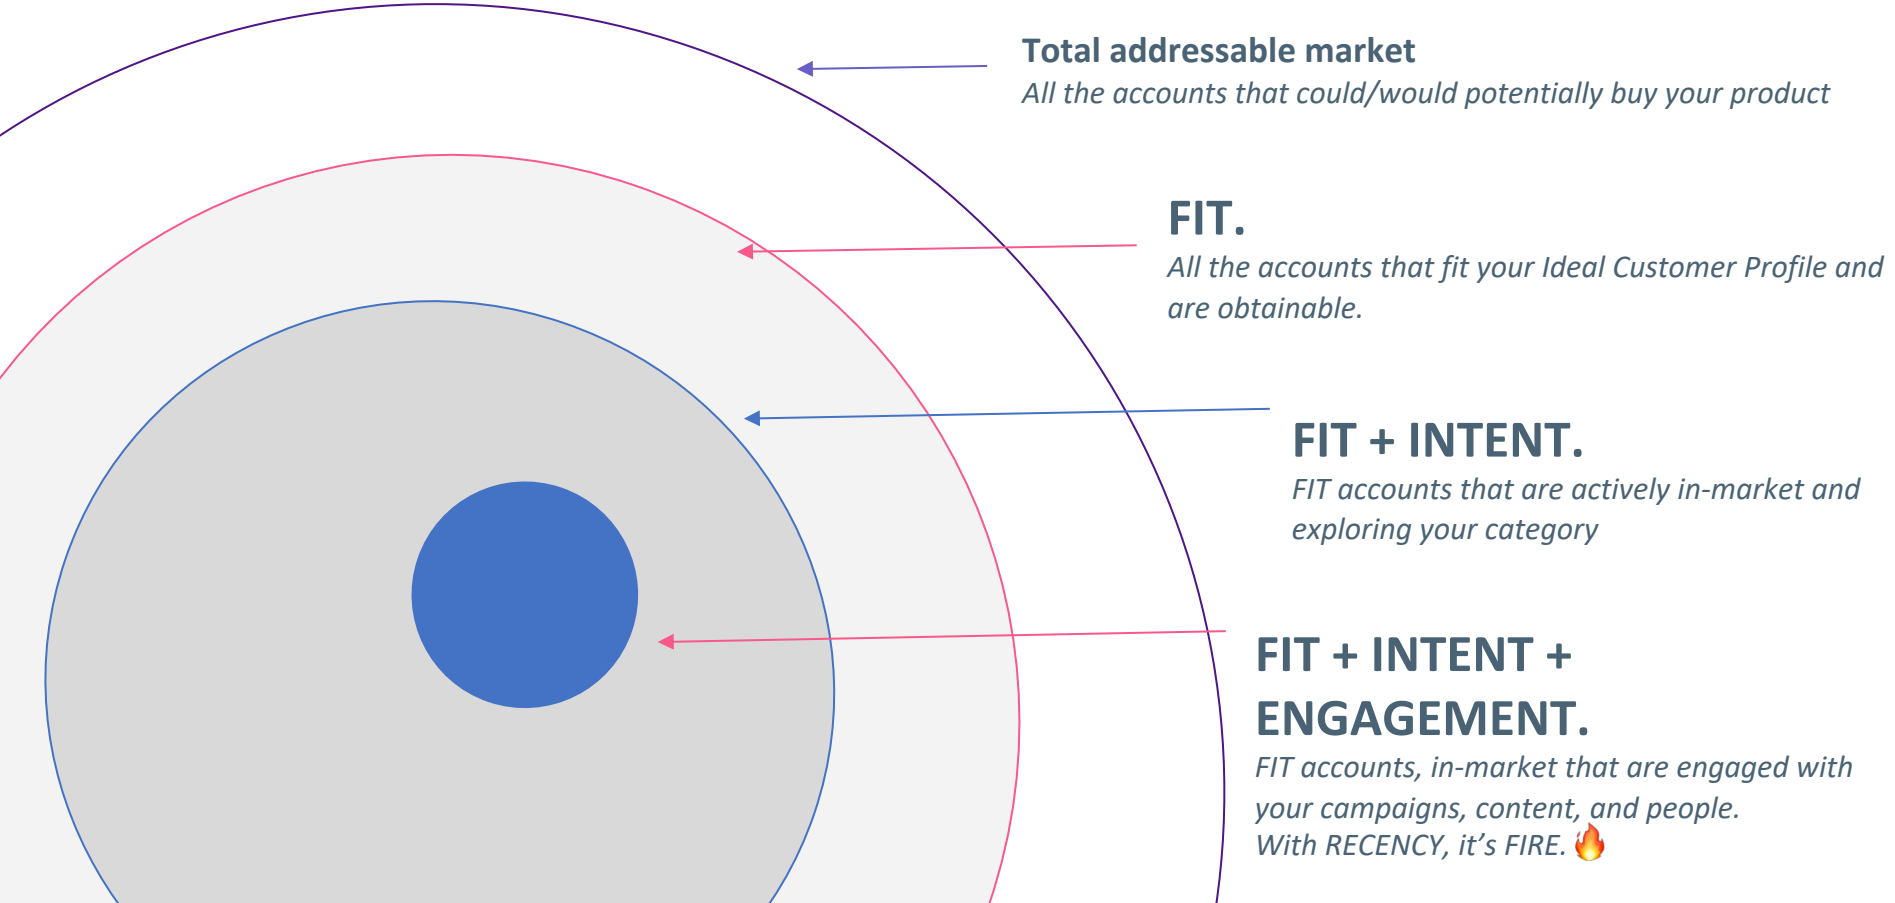 Total addressable market
All the accounts that could/would potentially buy your product
FIT.
All the accounts that fit your Ideal Customer Profile and
are obtainable.
FIT + INTENT.
FIT accounts that are actively in-market and
exploring your category
FIT + INTENT +
ENGAGEMENT.
FIT accounts, in-market that are engaged with
your campaigns, content, and people.
With RECENCY, it’s FIRE. 🔥